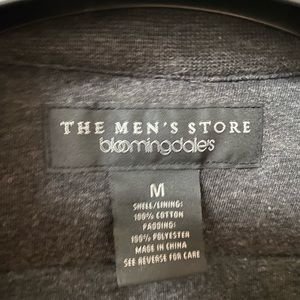 THE MEN'S STORE
bloomingdale's
M
SHELL/LINING:
100% COTTON
PADDING:
100% POLYESTER
MADE IN CHINA
SEE REVERSE FOR CARE